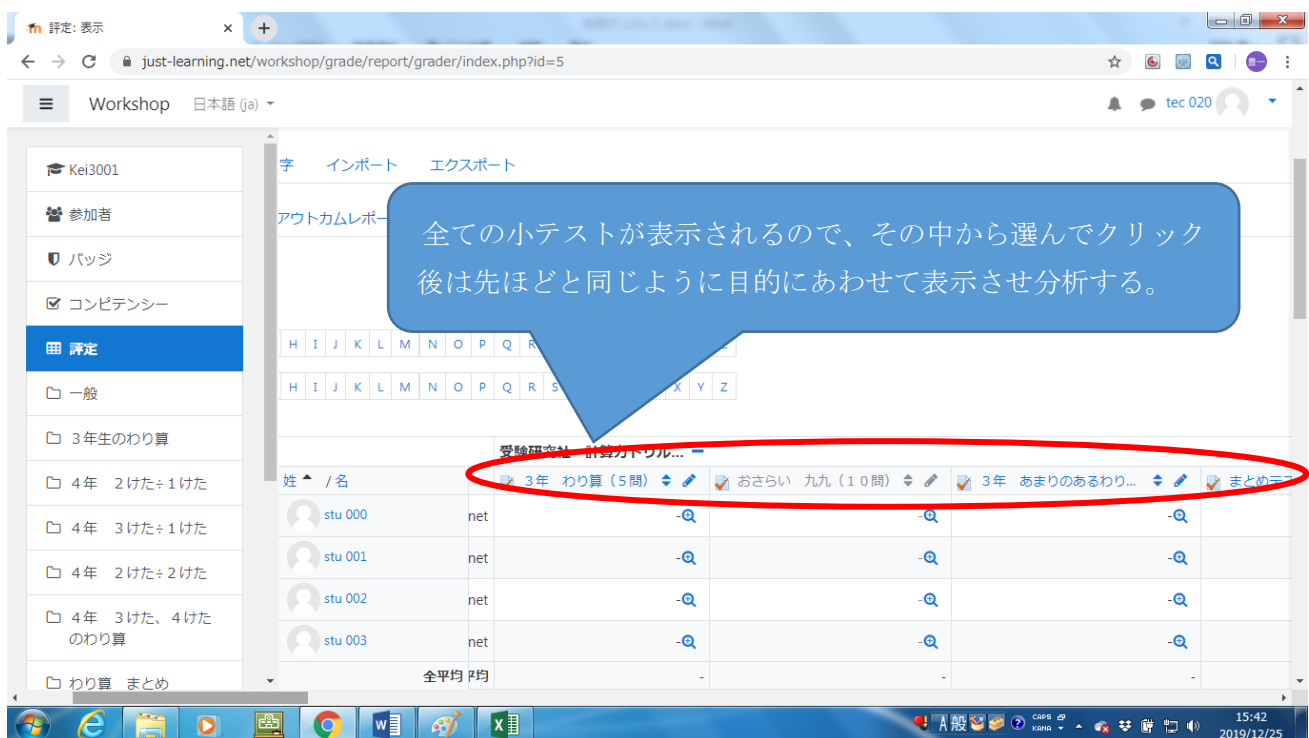 評定: 表示
just-learning.net/workshop/grade/report/grader/index.php?id=5
Workshop 日本語 (ja)
tec 020
Kei3001
参加者
バッジ
コンピテンシー
評定
一般
３年生のわり算
４年　２けた÷１けた
４年　３けた÷１けた
４年　２けた÷２けた
４年　３けた、４けた
のわり算
わり算　まとめ
字 インポート エクスポート
アウトカムレポー
全ての小テストが表示されるので、その中から選んでクリック
後は先ほどと同じように目的にあわせて表示させ分析する。
H I J K L M N O P Q R
H I J K L M N O P Q R S X Y Z
受験研究社　計算力ドリル...
姓 / 名
３年　わり算（５問） おさらい　九九（１０問） ３年　あまりのあるわり... まとめテス
stu 000 net - - -
stu 001 net - - -
stu 002 net - - -
stu 003 net - - -
全平均 平均 - - -
A 般 CAPS KANA
15:42
2019/12/25